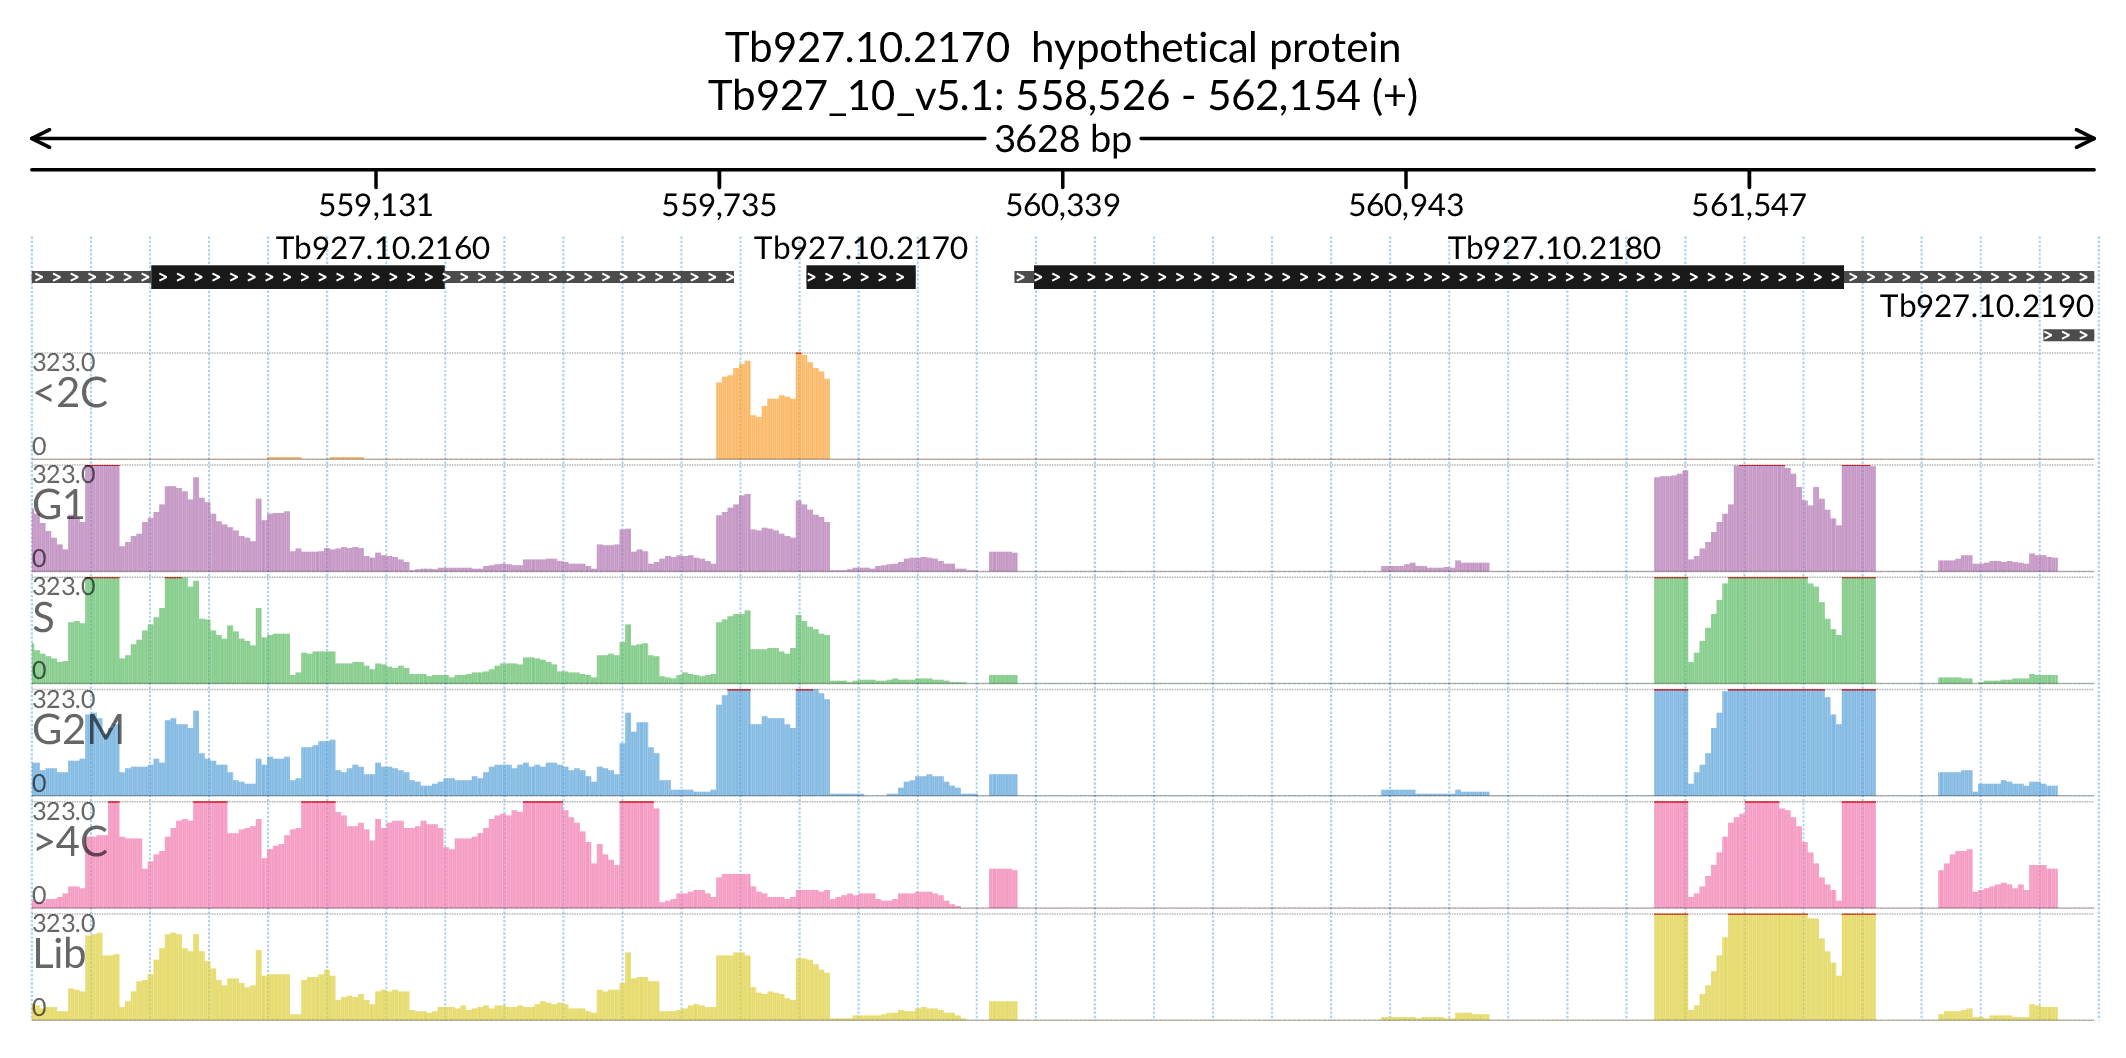 Tb927.10.2170  hypothetical protein
Tb927_10_v5.1: 558,526 - 562,154 (+)
3628 bp
559,131 559,735 560,339 560,943 561,547
Tb927.10.2160 Tb927.10.2170 Tb927.10.2180
Tb927.10.2190
323.0
<2C
0
323.0
G1
0
323.0
S
0
323.0
G2M
0
323.0
>4C
0
323.0
Lib
0